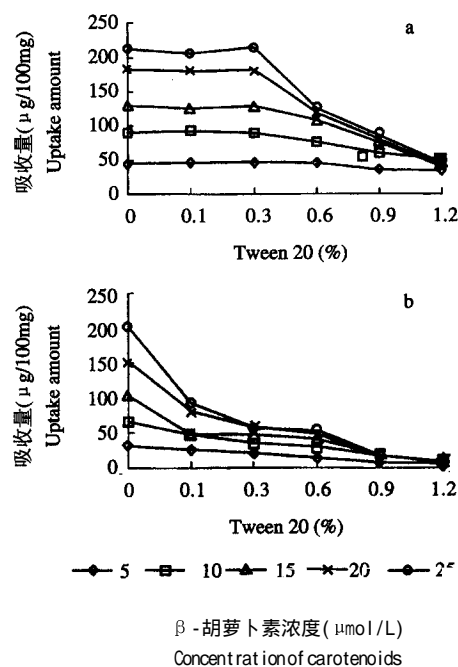 a
吸收量(μg/100mg)
Uptake amount
250
200
150
100
50
0
0 0.1 0.3 0.6 0.9 1.2
Tween 20 (%)
b
吸收量(μg/100mg)
Uptake amount
250
200
150
100
50
0
0 0.1 0.3 0.6 0.9 1.2
Tween 20 (%)
5 10 15 20 25
β-胡萝卜素浓度(μmol/L)
Concentration of carotenoids